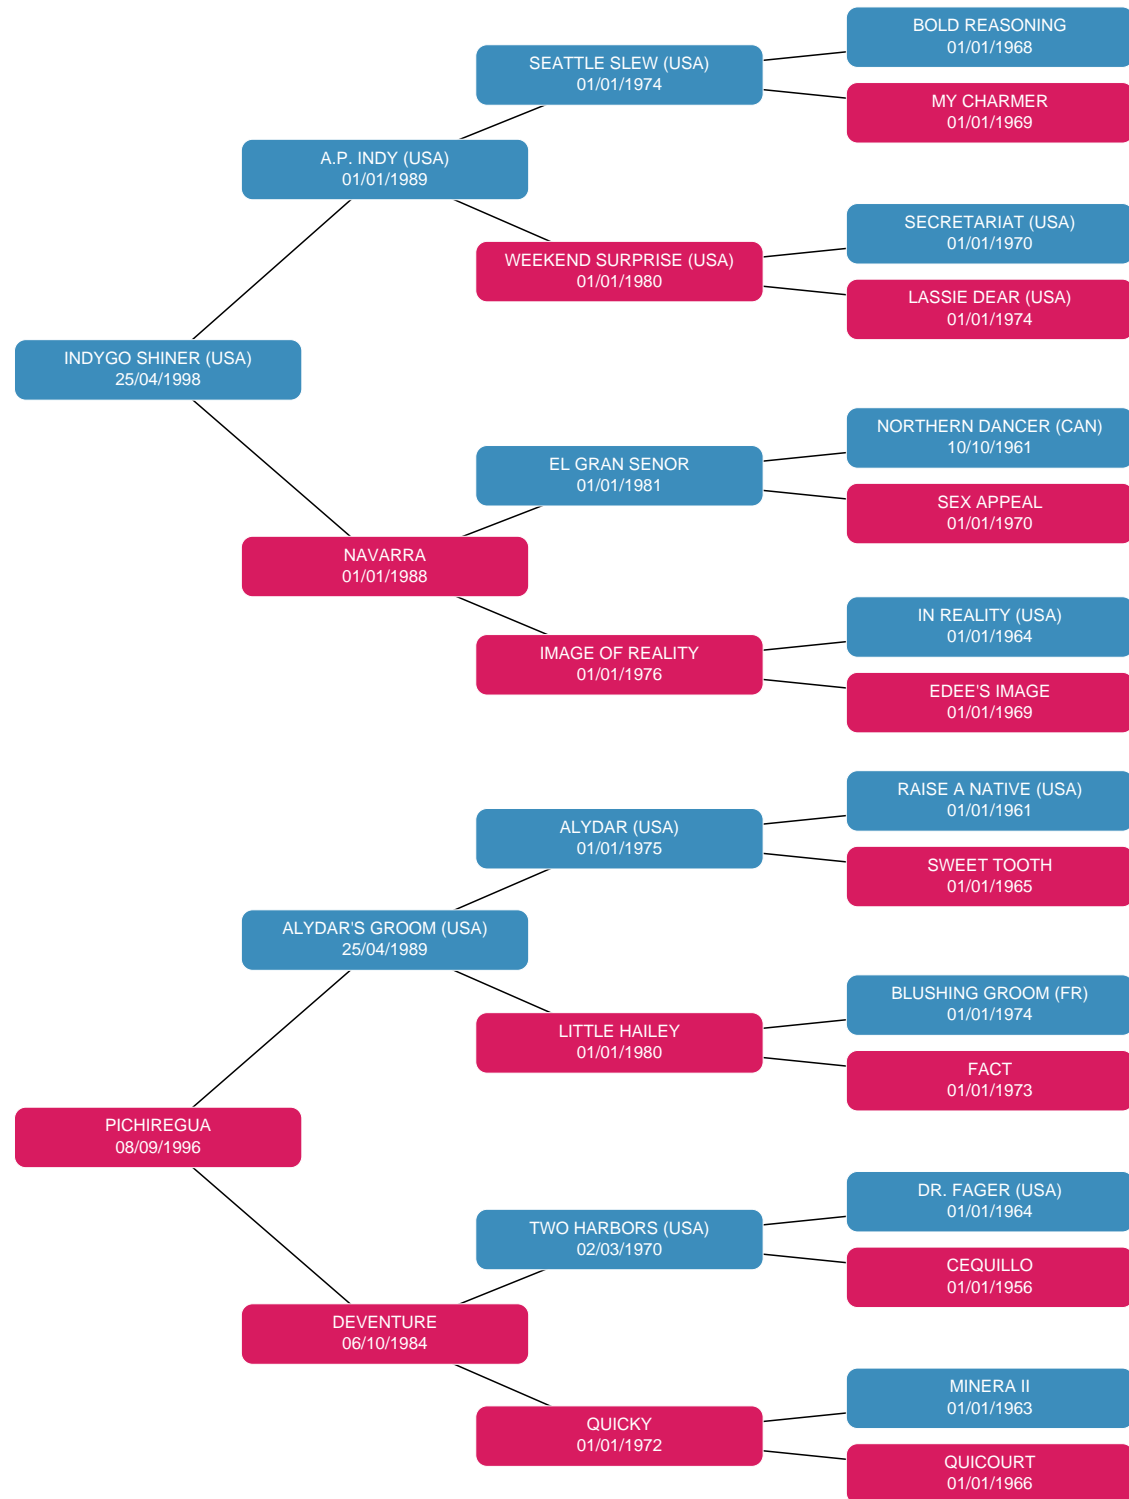 BOLD REASONING
01/01/1968
SEATTLE SLEW (USA)
01/01/1974
MY CHARMER
01/01/1969
A.P. INDY (USA)
01/01/1989
SECRETARIAT (USA)
01/01/1970
WEEKEND SURPRISE (USA)
01/01/1980
LASSIE DEAR (USA)
01/01/1974
INDYGO SHINER (USA)
25/04/1998
NORTHERN DANCER (CAN)
10/10/1961
EL GRAN SENOR
01/01/1981
SEX APPEAL
01/01/1970
NAVARRA
01/01/1988
IN REALITY (USA)
01/01/1964
IMAGE OF REALITY
01/01/1976
EDEE'S IMAGE
01/01/1969
RAISE A NATIVE (USA)
01/01/1961
ALYDAR (USA)
01/01/1975
SWEET TOOTH
01/01/1965
ALYDAR'S GROOM (USA)
25/04/1989
BLUSHING GROOM (FR)
01/01/1974
LITTLE HAILEY
01/01/1980
FACT
01/01/1973
PICHIREGUA
08/09/1996
DR. FAGER (USA)
01/01/1964
TWO HARBORS (USA)
02/03/1970
CEQUILLO
01/01/1956
DEVENTURE
06/10/1984
MINERA II
01/01/1963
QUICKY
01/01/1972
QUICOURT
01/01/1966